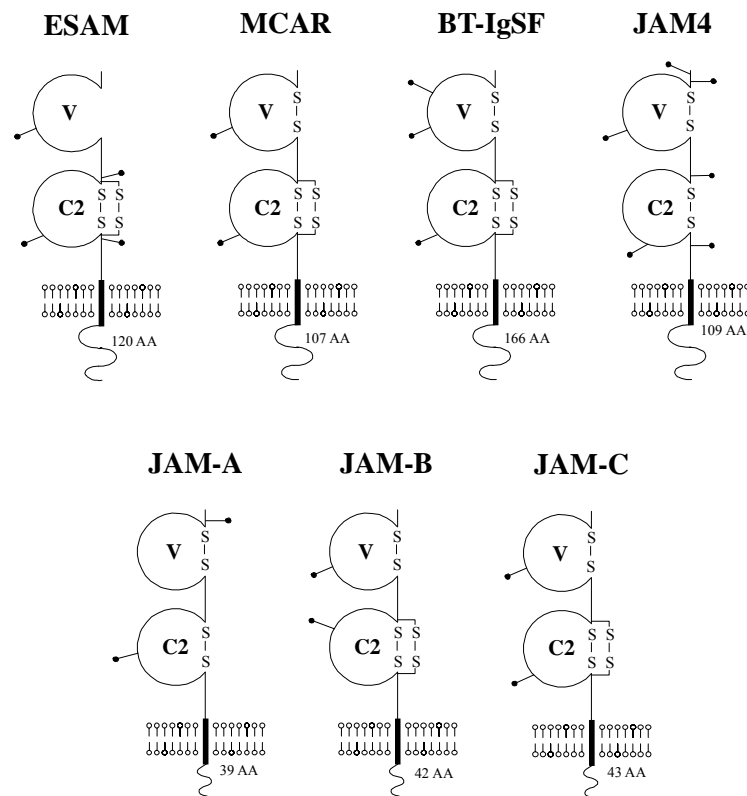 ESAM MCAR BT-IgSF JAM4
V V V V
S S S
S S S
C2 C2 C2 C2
S S S S S S S
S S S S S S S
120 AA 107 AA 166 AA 109 AA
JAM-A JAM-B JAM-C
V V V
S S S
S S S
C2 C2 C2
S S S S S
S S S S S
39 AA 42 AA 43 AA